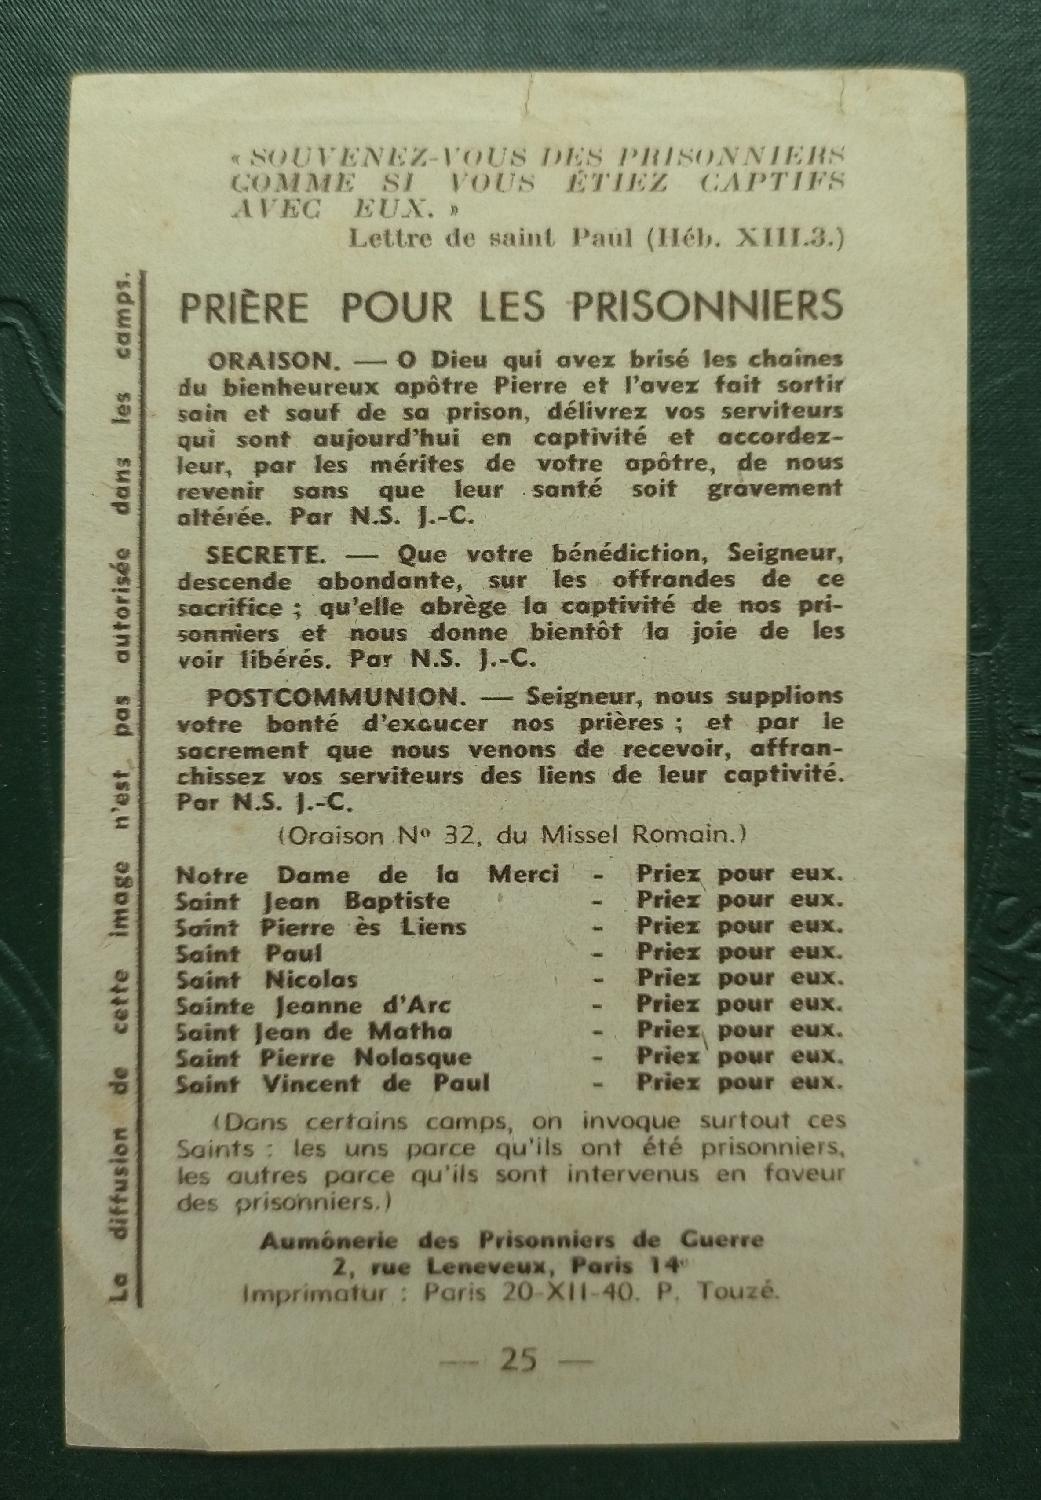 « SOUVENEZ-VOUS DES PRISONNIERS
COMME SI VOUS ÉTIEZ CAPTIFS
AVEC EUX. »
Lettre de saint Paul (Héb. XIII.3.)
PRIÈRE POUR LES PRISONNIERS
ORAISON. — O Dieu qui avez brisé les chaînes
du bienheureux apôtre Pierre et l'avez fait sortir
sain et sauf de sa prison, délivrez vos serviteurs
qui sont aujourd'hui en captivité et accordez-
leur, par les mérites de votre apôtre, de nous
revenir sans que leur santé soit gravement
altérée. Par N.S. J.-C.
SECRETE. — Que votre bénédiction, Seigneur,
descende abondante, sur les offrandes de ce
sacrifice ; qu'elle abrège la captivité de nos pri-
sonniers et nous donne bientôt la joie de les
voir libérés. Par N.S. J.-C.
POSTCOMMUNION. — Seigneur, nous supplions
votre bonté d'exaucer nos prières ; et par le
sacrement que nous venons de recevoir, affran-
chissez vos serviteurs des liens de leur captivité.
Par N.S. J.-C.
(Oraison Nº 32, du Missel Romain.)
Notre Dame de la Merci - Priez pour eux.
Saint Jean Baptiste - Priez pour eux.
Saint Pierre ès Liens - Priez pour eux.
Saint Paul - Priez pour eux.
Saint Nicolas - Priez pour eux.
Sainte Jeanne d'Arc - Priez pour eux.
Saint Jean de Matha - Priez pour eux.
Saint Pierre Nolasque - Priez pour eux.
Saint Vincent de Paul - Priez pour eux.
(Dans certains camps, on invoque surtout ces
Saints : les uns parce qu'ils ont été prisonniers,
les autres parce qu'ils sont intervenus en faveur
des prisonniers.)
Aumônerie des Prisonniers de Guerre
2, rue Leneveux, Paris 14e
Imprimatur : Paris 20-XII-40. P. Touzé.
— 25 —
La diffusion de cette image n'est pas autorisée dans les camps.